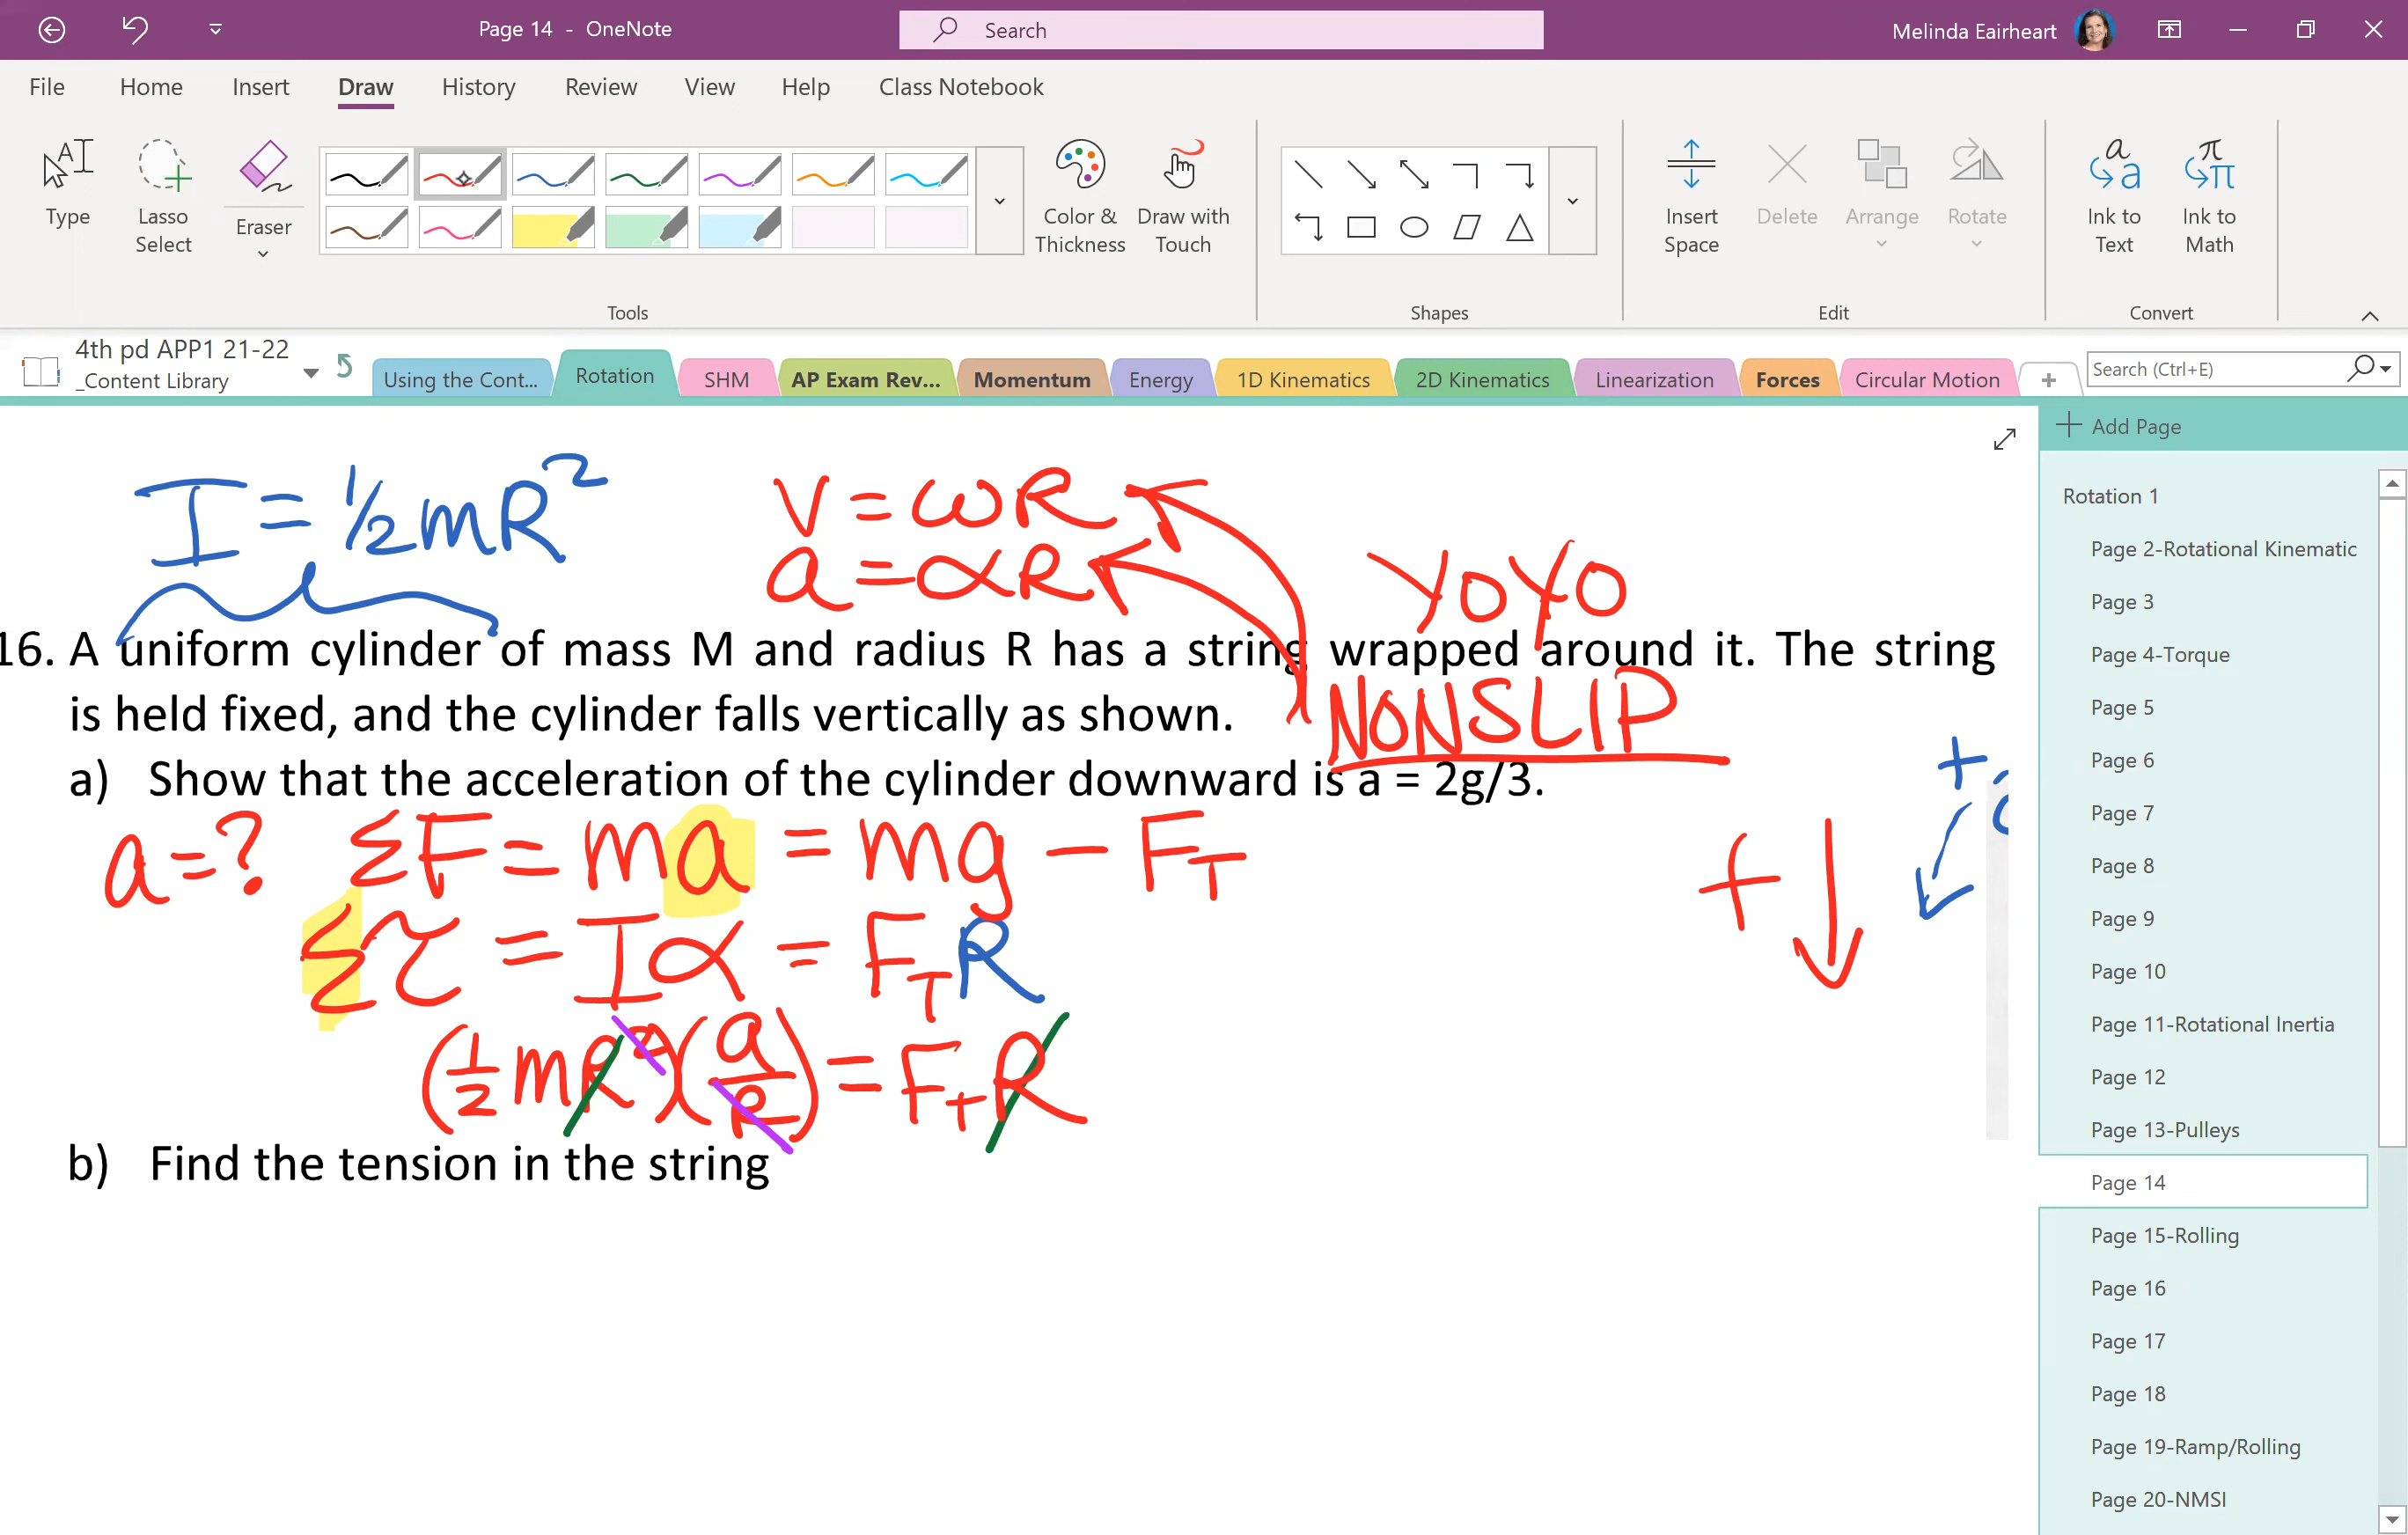 Page 14 - OneNote
Search
Melinda Eairheart
File Home Insert Draw History Review View Help Class Notebook
Type
Lasso Select
Eraser
Color & Thickness
Draw with Touch
Insert Space
Delete
Arrange
Rotate
Ink to Text
Ink to Math
Tools
Shapes
Edit
Convert
4th pd APP1 21-22
_Content Library
Using the Cont... Rotation SHM AP Exam Rev... Momentum Energy 1D Kinematics 2D Kinematics Linearization Forces Circular Motion
Search (Ctrl+E)
I = 1/2 mR²
v = ωR
a = αR
YOYO
16. A uniform cylinder of mass M and radius R has a string wrapped around it. The string
is held fixed, and the cylinder falls vertically as shown.
NONSLIP
a) Show that the acceleration of the cylinder downward is a = 2g/3.
a = ? ΣF = ma = mg - F_T
+
+
Στ = Iα = F_T R
(1/2 mR²)(a/R) = F_T R
b) Find the tension in the string
Add Page
Rotation 1
Page 2-Rotational Kinematic
Page 3
Page 4-Torque
Page 5
Page 6
Page 7
Page 8
Page 9
Page 10
Page 11-Rotational Inertia
Page 12
Page 13-Pulleys
Page 14
Page 15-Rolling
Page 16
Page 17
Page 18
Page 19-Ramp/Rolling
Page 20-NMSI